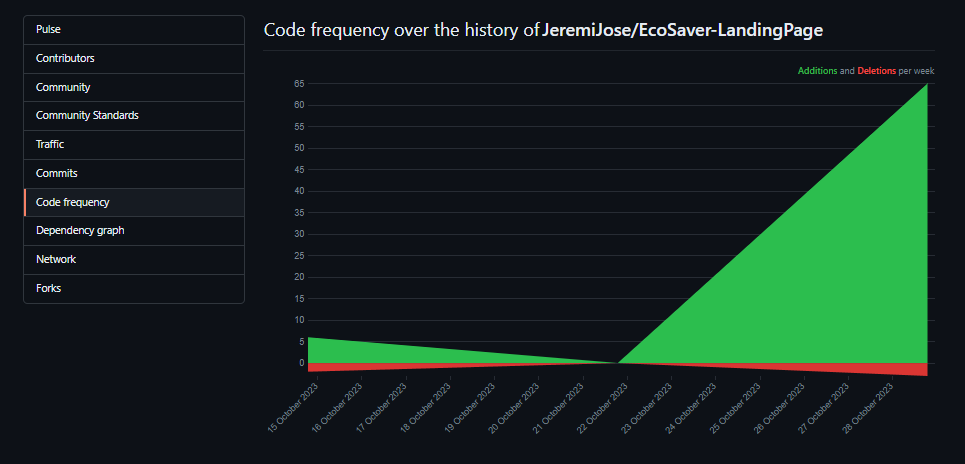 Pulse
Contributors
Community
Community Standards
Traffic
Commits
Code frequency
Dependency graph
Network
Forks
Code frequency over the history of JeremiJose/EcoSaver-LandingPage
Additions and Deletions per week
65
60
55
50
45
40
35
30
25
20
15
10
5
0
15 October 2023
16 October 2023
17 October 2023
18 October 2023
19 October 2023
20 October 2023
21 October 2023
22 October 2023
23 October 2023
24 October 2023
25 October 2023
26 October 2023
27 October 2023
28 October 2023